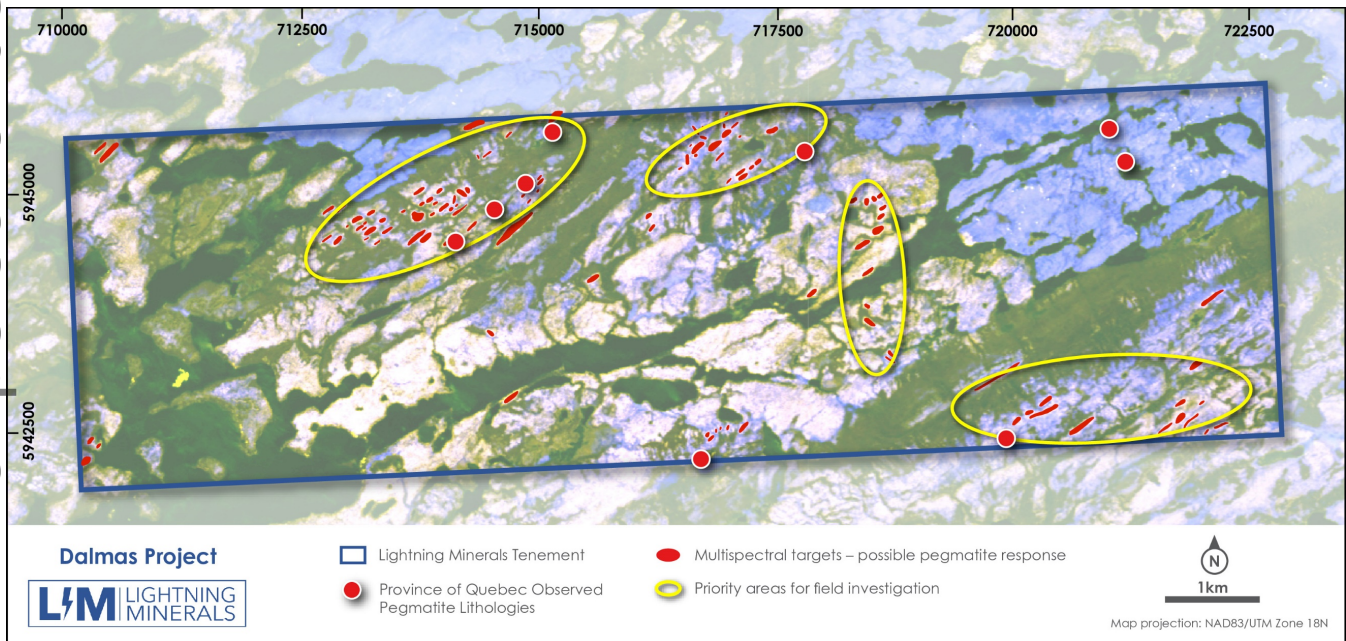 710000 712500 715000 717500 720000 722500
5945000
5942500
Dalmas Project
LM LIGHTNING
MINERALS
Lightning Minerals Tenement
Province of Quebec Observed
Pegmatite Lithologies
Multispectral targets – possible pegmatite response
Priority areas for field investigation
N
1km
Map projection: NAD83/UTM Zone 18N